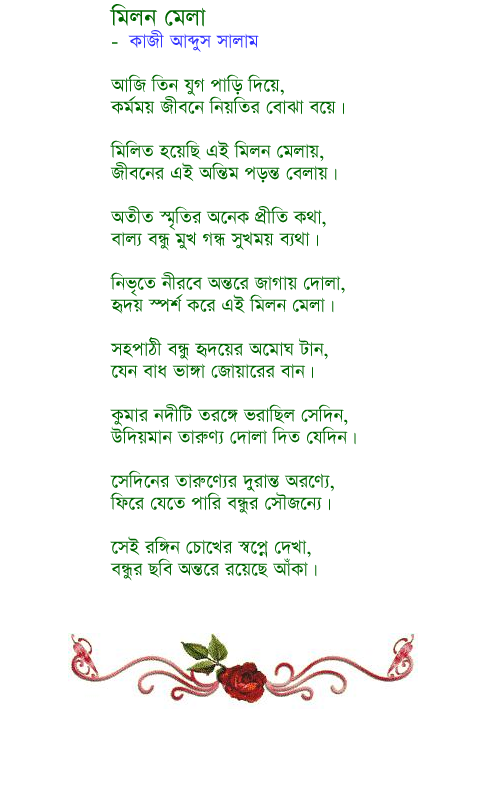 মিলন মেলা
- কাজী আব্দুস সালাম
আজি তিন যুগ পাড়ি দিয়ে,
কর্মময় জীবনে নিয়তির বোঝা বয়ে।
মিলিত হয়েছি এই মিলন মেলায়,
জীবনের এই অন্তিম পড়ন্ত বেলায়।
অতীত স্মৃতির অনেক প্রীতি কথা,
বাল্য বন্ধু মুখ গন্ধ সুখময় ব্যথা।
নিভৃতে নীরবে অন্তরে জাগায় দোলা,
হৃদয় স্পর্শ করে এই মিলন মেলা।
সহপাঠী বন্ধু হৃদয়ের অমোঘ টান,
যেন বাধ ভাঙ্গা জোয়ারের বান।
কুমার নদীটি তরঙ্গে ভরাছিল সেদিন,
উদিয়মান তারুণ্য দোলা দিত যেদিন।
সেদিনের তারুণ্যের দুরান্ত অরণ্যে,
ফিরে যেতে পারি বন্ধুর সৌজন্যে।
সেই রঙ্গিন চোখের স্বপ্নে দেখা,
বন্ধুর ছবি অন্তরে রয়েছে আঁকা।